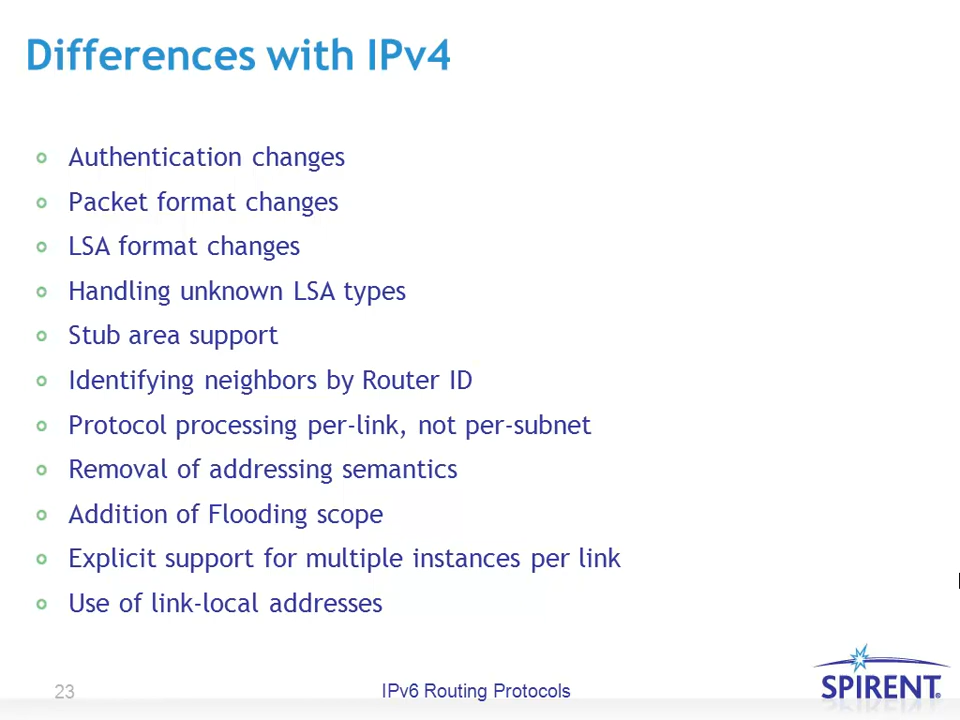 Differences with IPv4
Authentication changes
Packet format changes
LSA format changes
Handling unknown LSA types
Stub area support
Identifying neighbors by Router ID
Protocol processing per-link, not per-subnet
Removal of addressing semantics
Addition of Flooding scope
Explicit support for multiple instances per link
Use of link-local addresses
23
IPv6 Routing Protocols
SPIRENT®